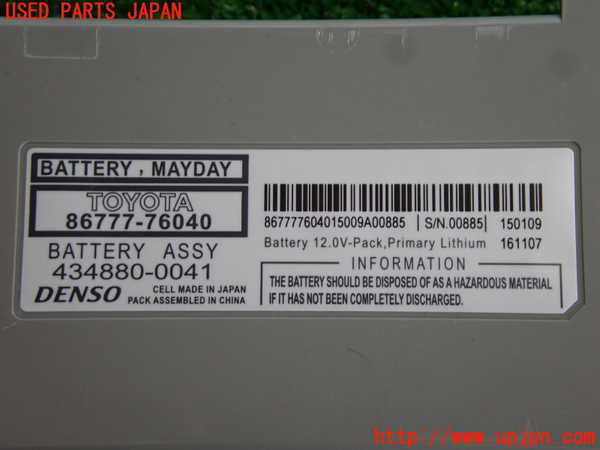 USED PARTS JAPAN
BATTERY , MAYDAY
TOYOTA
86777-76040
BATTERY ASSY
434880-0041
DENSO
CELL MADE IN JAPAN
PACK ASSEMBLED IN CHINA
867777604015009A00885 S/N.00885 150109
Battery 12.0V-Pack,Primary Lithium 161107
INFORMATION
THE BATTERY SHOULD BE DISPOSED OF AS A HAZARDOUS MATERIAL
IF IT HAS NOT BEEN COMPLETELY DISCHARGED.
http://www.upjpn.com/